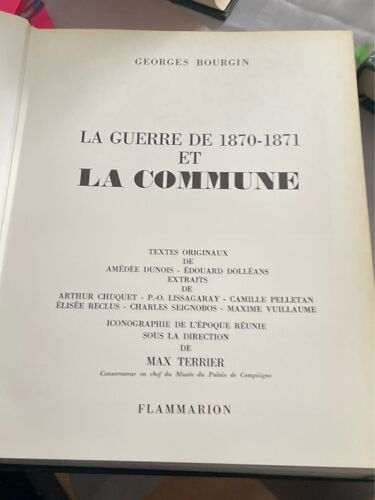 GEORGES BOURGIN
LA GUERRE DE 1870-1871
ET
LA COMMUNE
TEXTES ORIGINAUX
DE
AMÉDÉE DUNOIS - ÉDOUARD DOLLÉANS
EXTRAITS
DE
ARTHUR CHUQUET - P.-O. LISSAGARAY - CAMILLE PELLETAN
ÉLISÉE RECLUS - CHARLES SEIGNOBOS - MAXIME VUILLAUME
ICONOGRAPHIE DE L'ÉPOQUE RÉUNIE
SOUS LA DIRECTION
DE
MAX TERRIER
Conservateur en chef du Musée du Palais de Compiègne
FLAMMARION